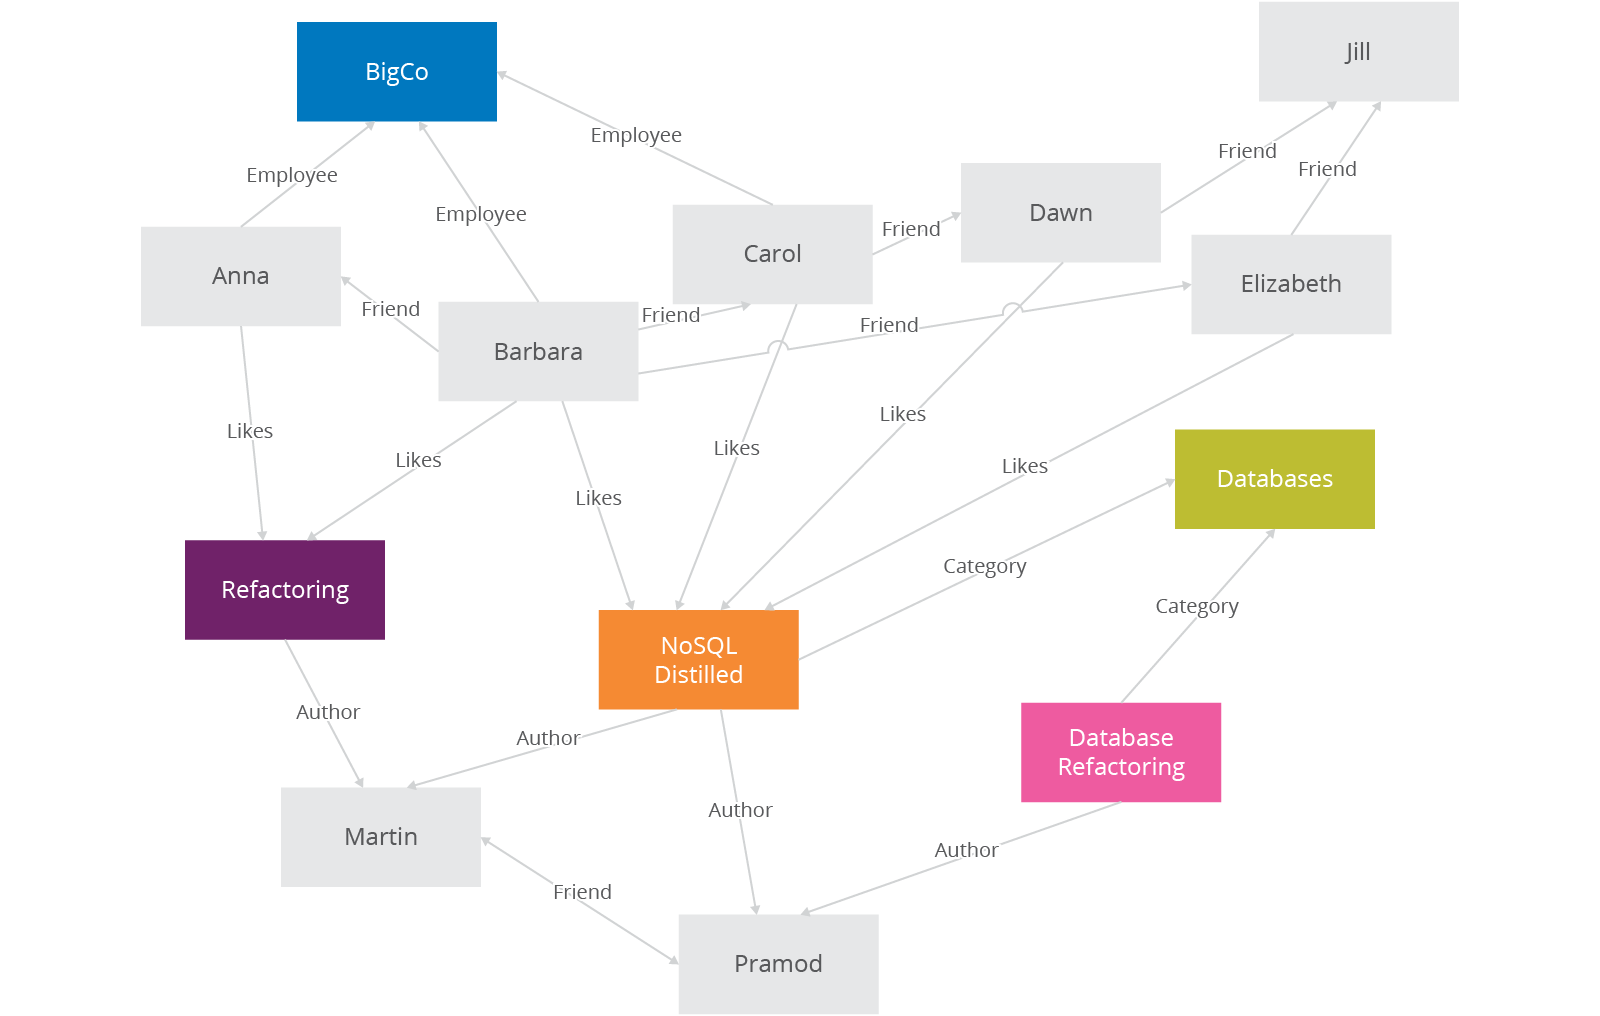 Jill
BigCo
Employee
Friend
Friend
Employee
Dawn
Employee
Friend
Carol
Anna
Elizabeth
Friend
Friend
Friend
Barbara
Likes
Likes
Likes
Likes
Likes
Likes
Databases
Category
Refactoring
Category
NoSQL
Distilled
Author
Author
Database
Refactoring
Author
Martin
Author
Friend
Pramod